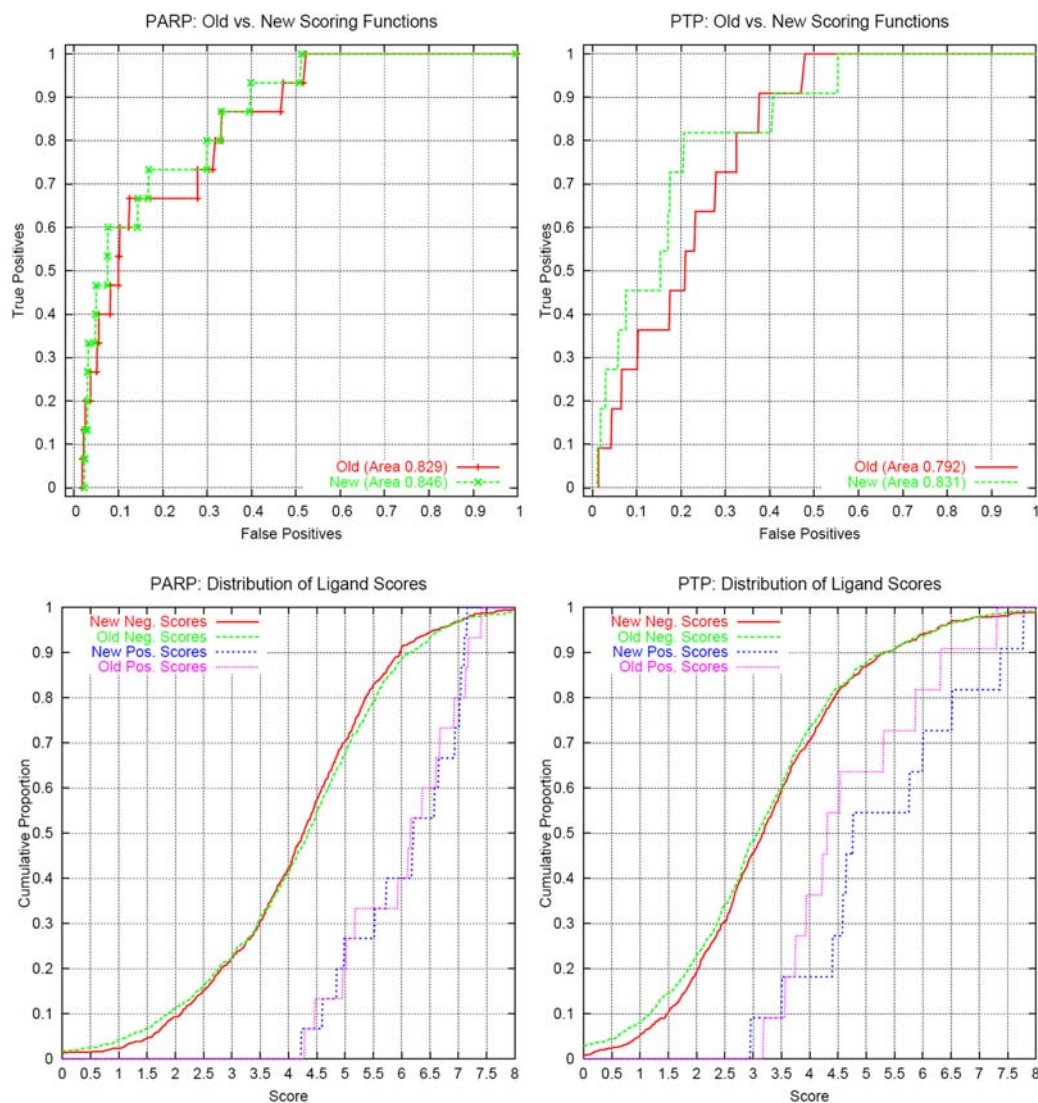 PARP: Old vs. New Scoring Functions
1
0.9
0.8
0.7
0.6
0.5
0.4
0.3
0.2
0.1
0
True Positives
Old (Area 0.829)
New (Area 0.846)
0 0.1 0.2 0.3 0.4 0.5 0.6 0.7 0.8 0.9 1
False Positives
PTP: Old vs. New Scoring Functions
1
0.9
0.8
0.7
0.6
0.5
0.4
0.3
0.2
0.1
0
True Positives
Old (Area 0.792)
New (Area 0.831)
0 0.1 0.2 0.3 0.4 0.5 0.6 0.7 0.8 0.9 1
False Positives
PARP: Distribution of Ligand Scores
1
0.9
0.8
0.7
0.6
0.5
0.4
0.3
0.2
0.1
0
Cumulative Proportion
New Neg. Scores
Old Neg. Scores
New Pos. Scores
Old Pos. Scores
0 0.5 1 1.5 2 2.5 3 3.5 4 4.5 5 5.5 6 6.5 7 7.5 8
Score
PTP: Distribution of Ligand Scores
1
0.9
0.8
0.7
0.6
0.5
0.4
0.3
0.2
0.1
0
Cumulative Proportion
New Neg. Scores
Old Neg. Scores
New Pos. Scores
Old Pos. Scores
0 0.5 1 1.5 2 2.5 3 3.5 4 4.5 5 5.5 6 6.5 7 7.5 8
Score